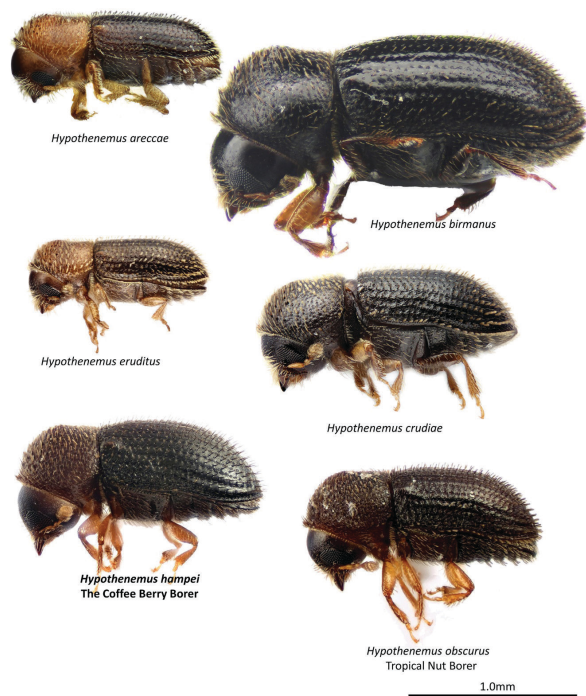 Hypothenemus areccae
Hypothenemus birmanus
Hypothenemus eruditus
Hypothenemus crudiae
Hypothenemus hampei
The Coffee Berry Borer
Hypothenemus obscurus
Tropical Nut Borer
1.0mm